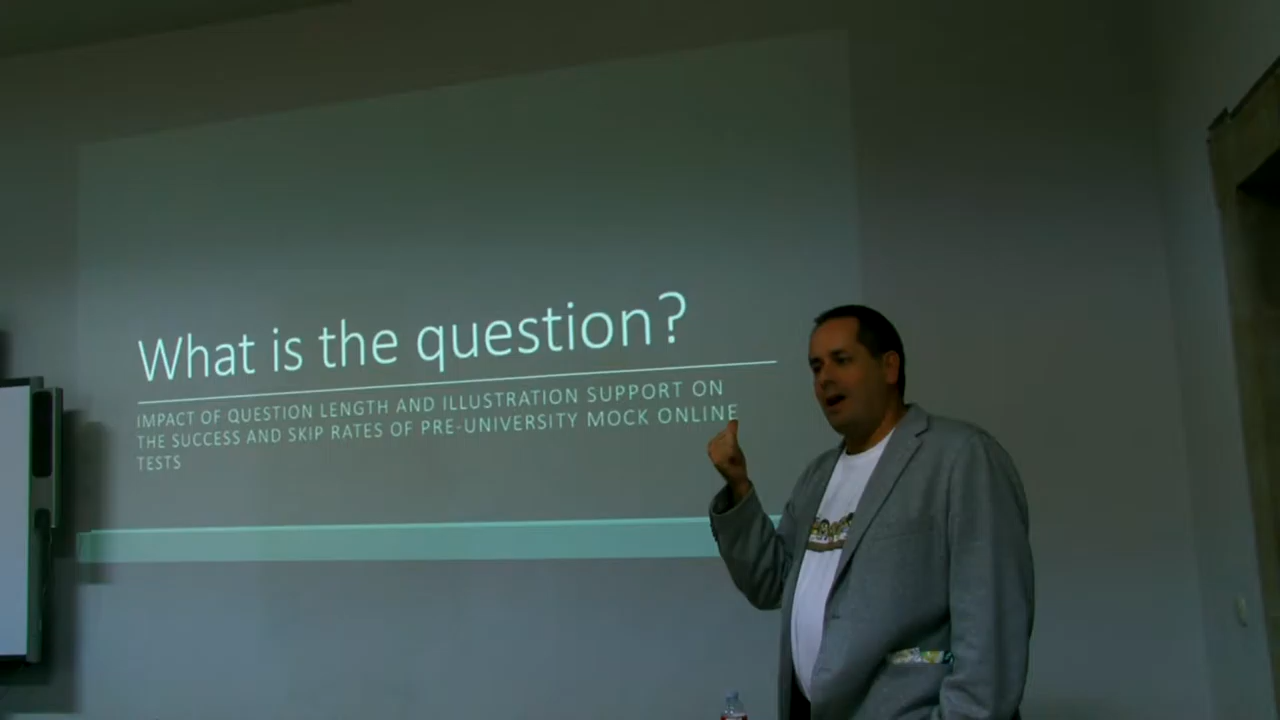 What is the question?
IMPACT OF QUESTION LENGTH AND ILLUSTRATION SUPPORT ON
THE SUCCESS AND SKIP RATES OF PRE-UNIVERSITY MOCK ONLINE
TESTS